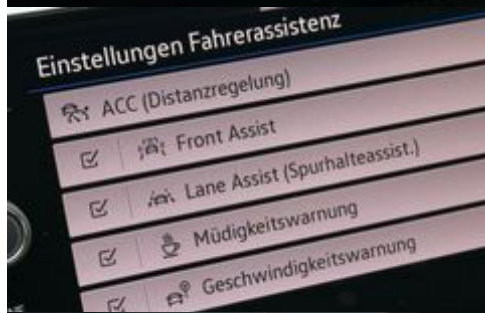 Einstellungen Fahrerassistenz
ACC (Distanzregelung)
Front Assist
Lane Assist (Spurhalteassist.)
Müdigkeitswarnung
Geschwindigkeitswarnung